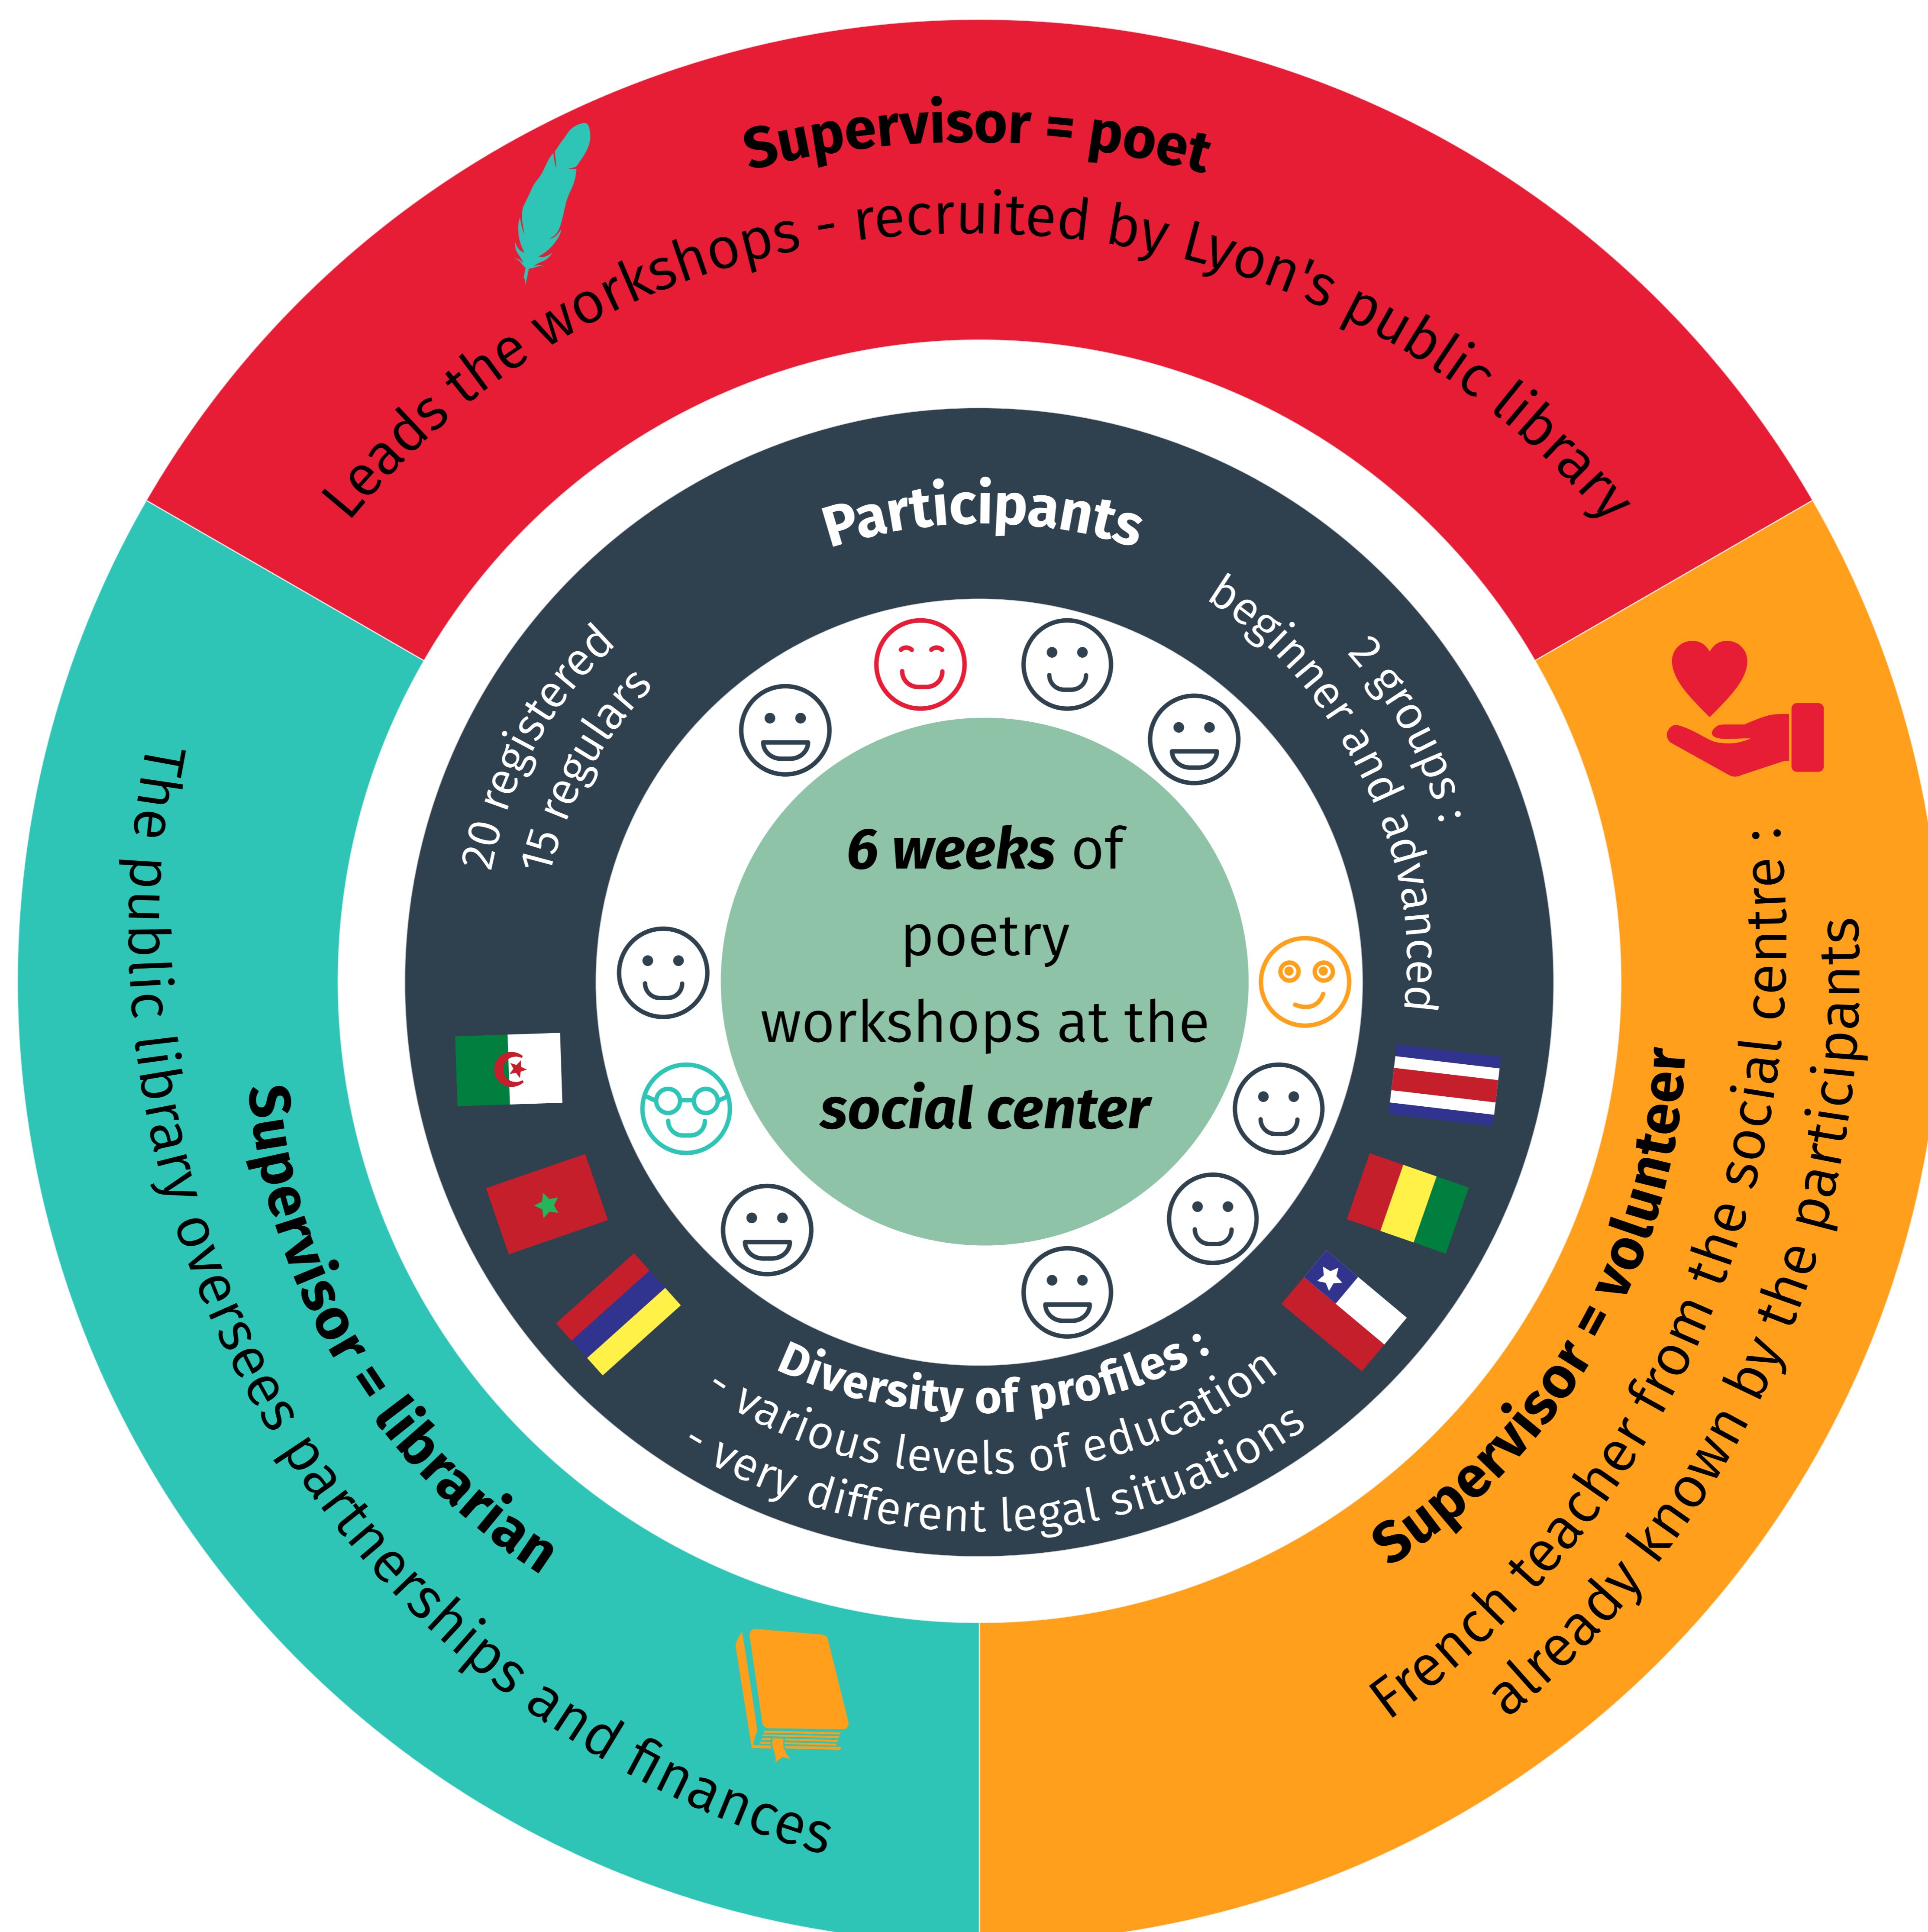 Supervisor = poet
Leads the workshops – recruited by Lyon's public library
Participants
20 registered
15 regulars
2 groups :
beginner and advanced
6 weeks of
poetry
workshops at the
social center
Diversity of profiles :
- various levels of education
- very different legal situations
Supervisor = librarian
The public library oversees partnerships and finances
Supervisor = volunteer
French teacher from the social centre :
already known by the participants